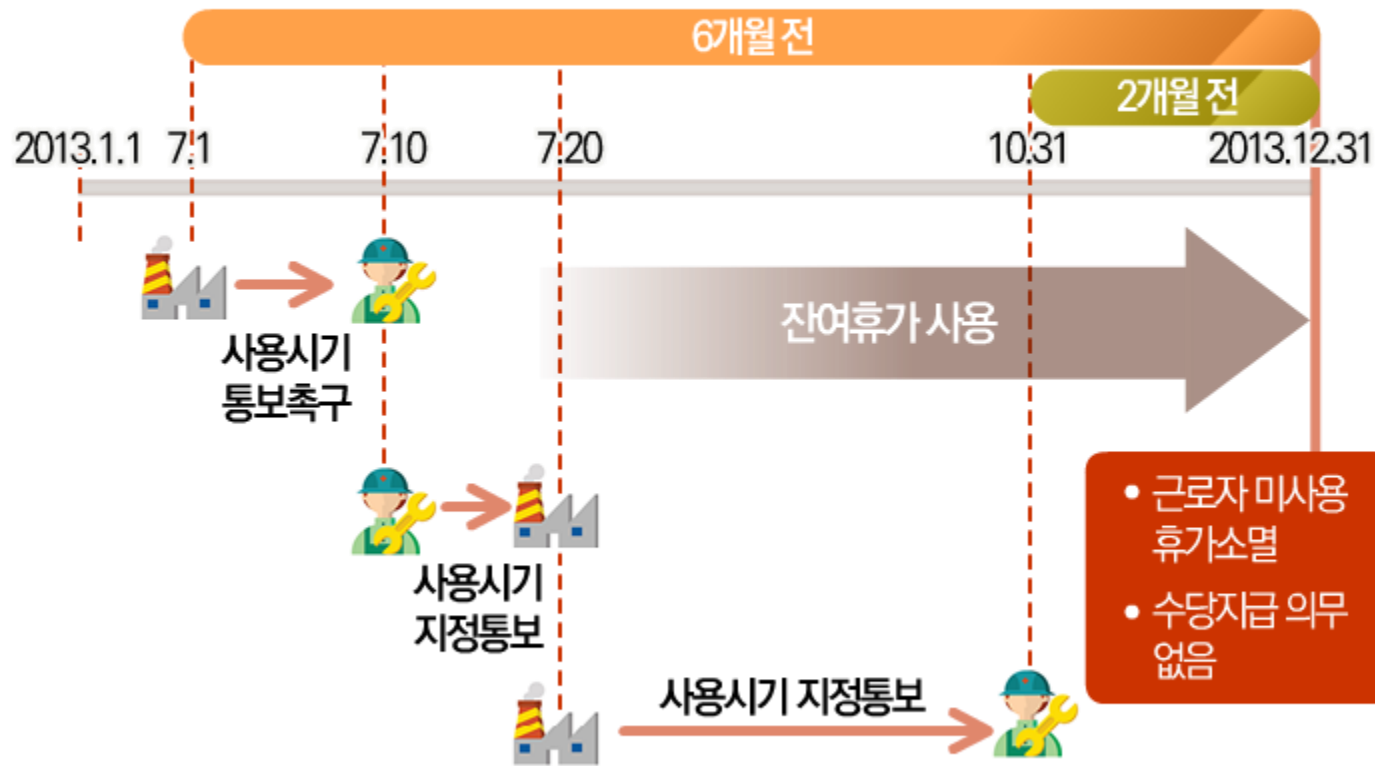 6개월 전
2개월 전
2013.1.1 7.1 7.10 7.20 10.31 2013.12.31
사용시기
통보촉구
잔여휴가 사용
사용시기
지정통보
• 근로자 미사용
휴가소멸
• 수당지급 의무
없음
사용시기 지정통보